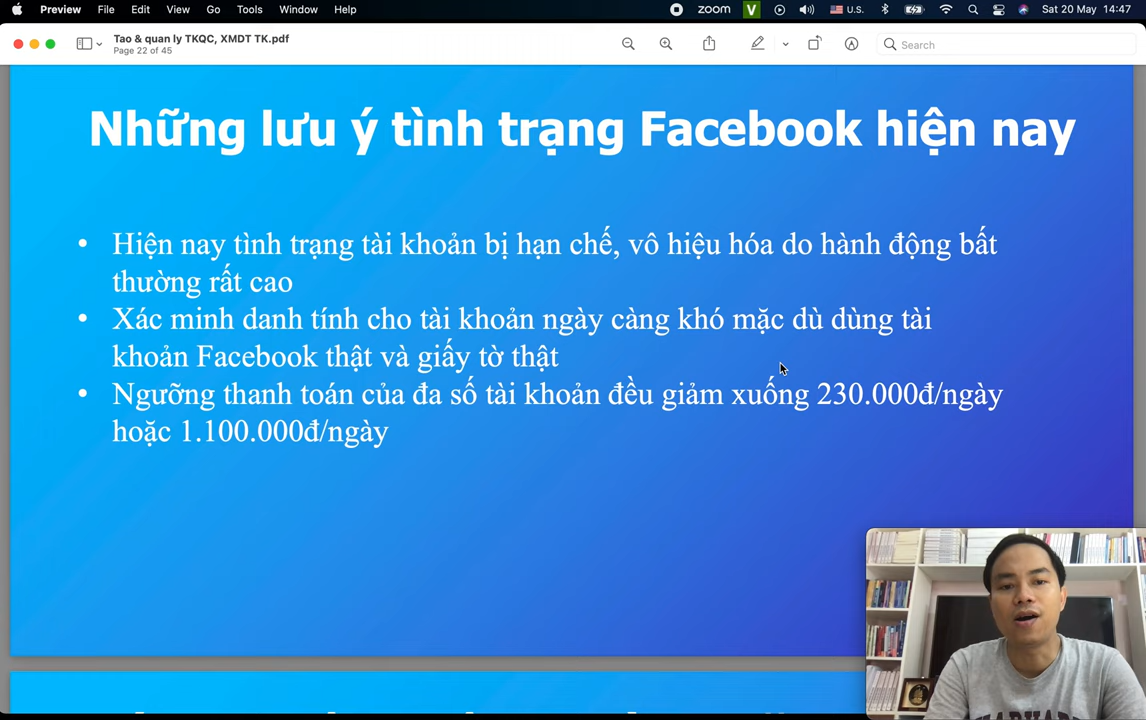 Preview File Edit View Go Tools Window Help zoom V U.S. Sat 20 May 14:47
Tao & quan ly TKQC, XMDT TK.pdf
Page 22 of 45
Search
Những lưu ý tình trạng Facebook hiện nay
• Hiện nay tình trạng tài khoản bị hạn chế, vô hiệu hóa do hành động bất
thường rất cao
• Xác minh danh tính cho tài khoản ngày càng khó mặc dù dùng tài
khoản Facebook thật và giấy tờ thật
• Ngưỡng thanh toán của đa số tài khoản đều giảm xuống 230.000đ/ngày
hoặc 1.100.000đ/ngày